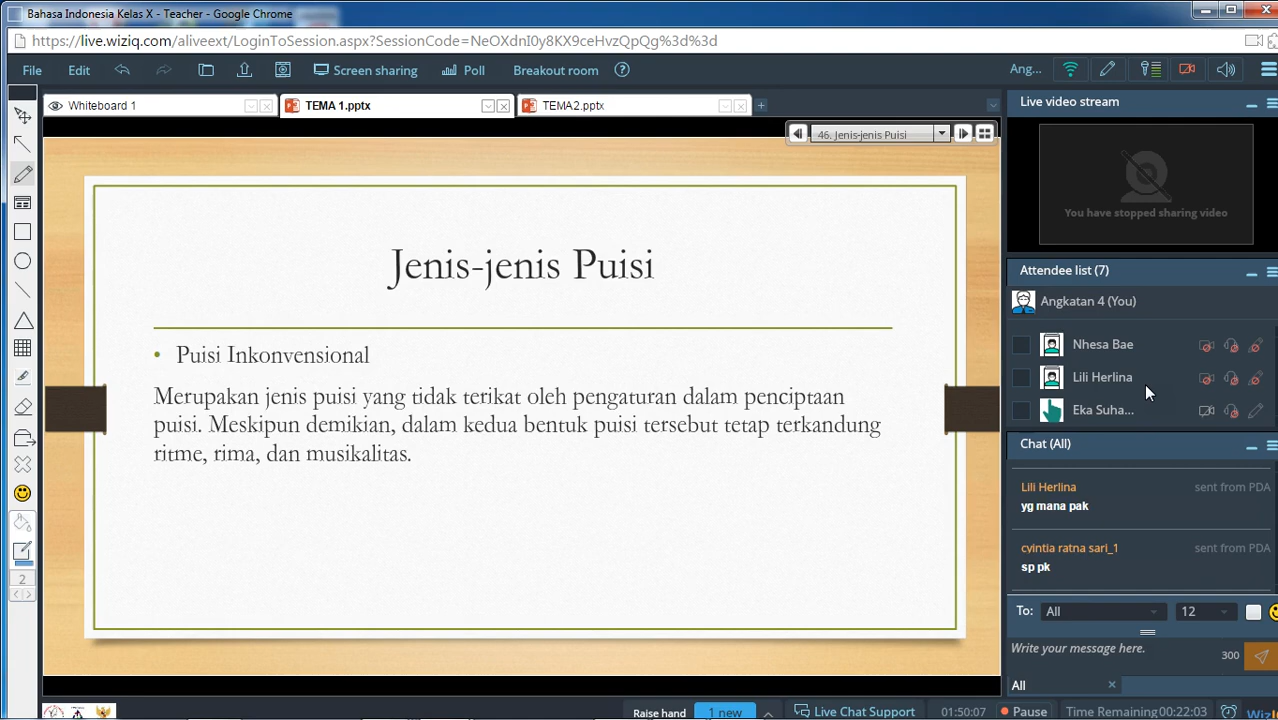 Bahasa Indonesia Kelas X - Teacher - Google Chrome
https://live.wiziq.com/aliveext/LoginToSession.aspx?SessionCode=NeOXdnI0y8KX9ceHvzQpQg%3d%3d
File Edit Screen sharing Poll Breakout room ? Ang...
Whiteboard 1 TEMA 1.pptx TEMA2.pptx +
Live video stream
46. Jenis-jenis Puisi
You have stopped sharing video
Jenis-jenis Puisi
• Puisi Inkonvensional
Merupakan jenis puisi yang tidak terikat oleh pengaturan dalam penciptaan
puisi. Meskipun demikian, dalam kedua bentuk puisi tersebut tetap terkandung
ritme, rima, dan musikalitas.
2
Attendee list (7)
Angkatan 4 (You)
Nhesa Bae
Lili Herlina
Eka Suha...
Chat (All)
Lili Herlina sent from PDA
yg mana pak
cyintia ratna sari_1 sent from PDA
sp pk
To: All 12
Write your message here. 300
All
Raise hand 1 new Live Chat Support 01:50:07 Pause Time Remaining 00:22:03